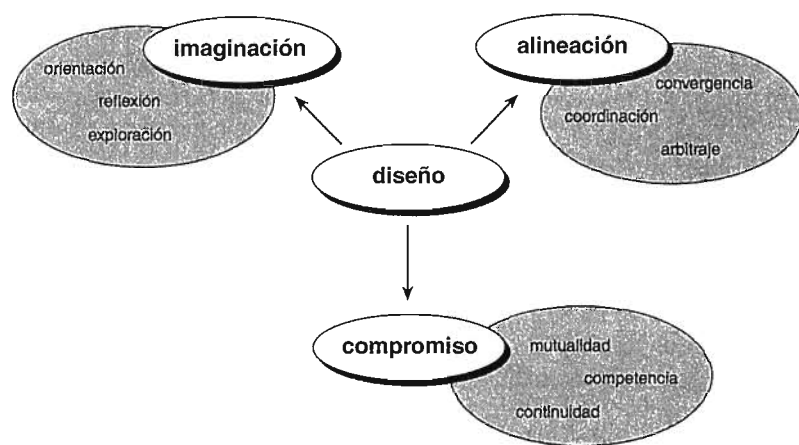 imaginación
orientación
reflexión
exploración
alineación
convergencia
coordinación
arbitraje
diseño
compromiso
mutualidad
competencia
continuidad